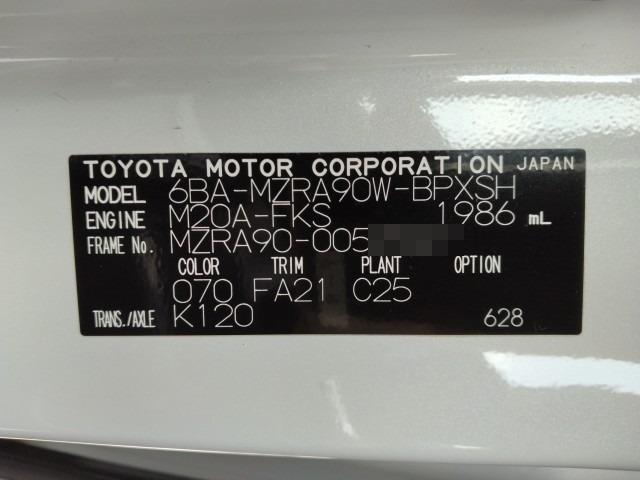 TOYOTA MOTOR CORPORATION JAPAN
MODEL 6BA-MZRA90W-BPXSH
ENGINE M20A-FKS 1986 mL
FRAME No. MZRA90-005
COLOR TRIM PLANT OPTION
070 FA21 C25
TRANS./AXLE K120 628